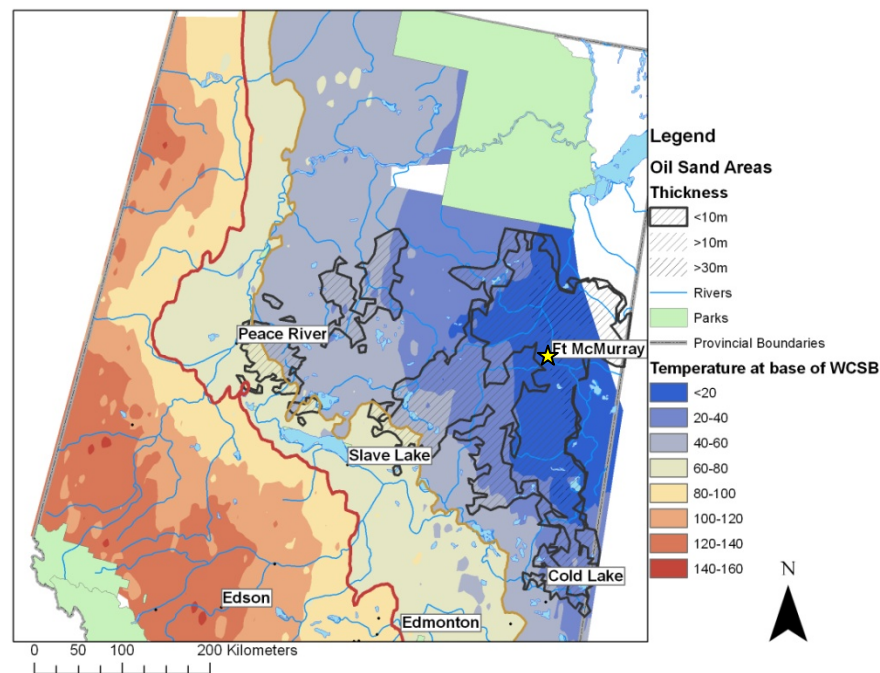 Legend
Oil Sand Areas
Thickness
<10m
>10m
>30m
Rivers
Parks
Provincial Boundaries
Temperature at base of WCSB
<20
20-40
40-60
60-80
80-100
100-120
120-140
140-160
Peace River
Ft McMurray
Slave Lake
Cold Lake
Edson
Edmonton
N
0 50 100 200 Kilometers